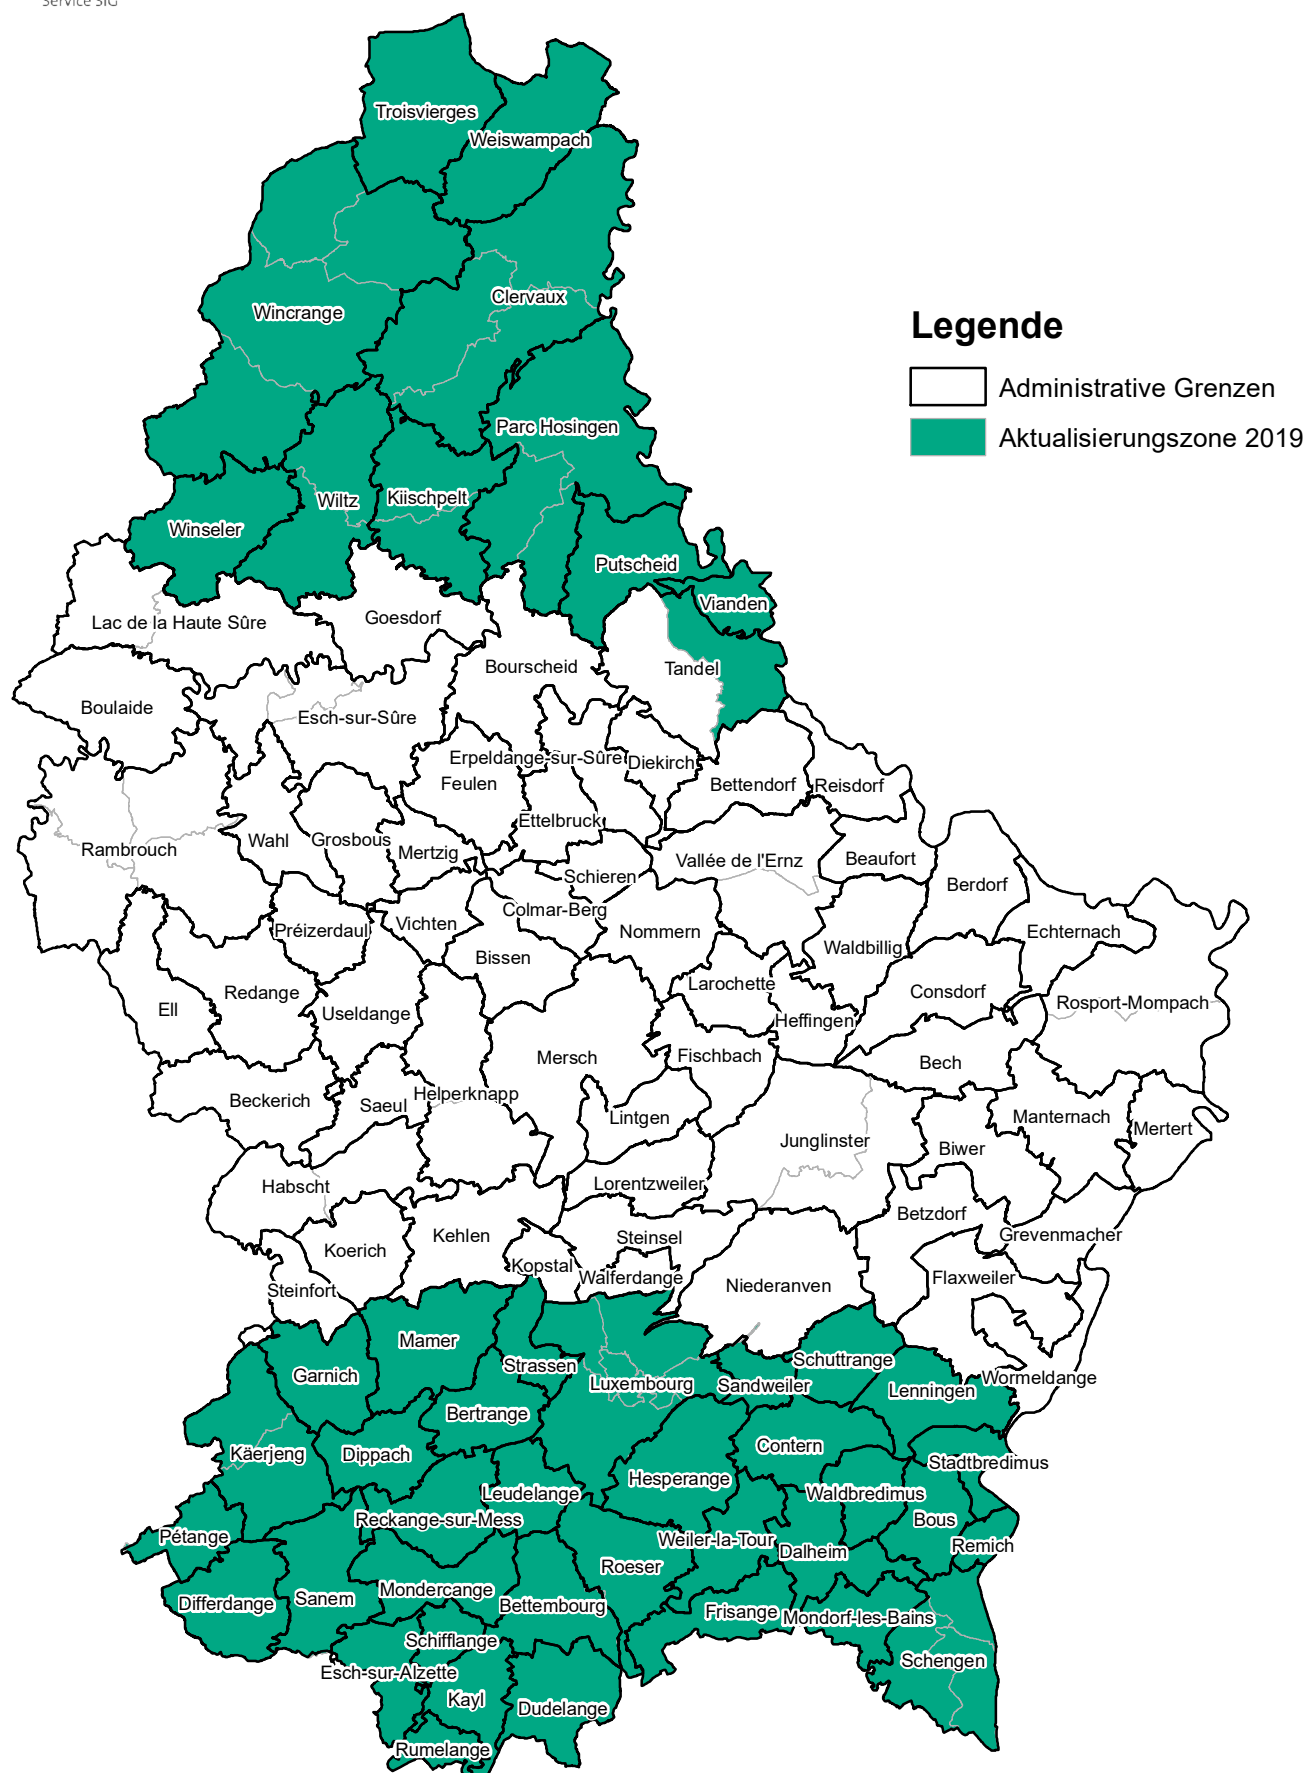 Service SIG
Troisvierges
Weiswampach
Clervaux
Wincrange
Legende
Administrative Grenzen
Aktualisierungszone 2019
Parc Hosingen
Wiltz
Kiischpelt
Winseler
Putscheid
Vianden
Lac de la Haute Sûre
Goesdorf
Bourscheid
Tandel
Boulaide
Esch-sur-Sûre
Erpeldange-sur-Sûre
Diekirch
Feulen
Bettendorf
Reisdorf
Ettelbruck
Wahl
Grosbous
Mertzig
Rambrouch
Vallée de l'Ernz
Beaufort
Schieren
Berdorf
Colmar-Berg
Préizerdaul
Vichten
Nommern
Echternach
Waldbillig
Bissen
Larochette
Redange
Consdorf
Rosport-Mompach
Ell
Useldange
Heffingen
Mersch
Fischbach
Bech
Beckerich
Saeul
Helperknapp
Lintgen
Manternach
Mertert
Junglinster
Biwer
Habscht
Lorentzweiler
Betzdorf
Kehlen
Steinsel
Grevenmacher
Koerich
Kopstal
Walferdange
Niederanven
Flaxweiler
Steinfort
Mamer
Strassen
Schuttrange
Garnich
Luxembourg
Sandweiler
Lenningen
Wormeldange
Bertrange
Käerjeng
Dippach
Contern
Stadtbredimus
Hesperange
Leudelange
Waldbredimus
Reckange-sur-Mess
Bous
Pétange
Weiler-la-Tour
Dalheim
Remich
Roeser
Mondercange
Differdange
Sanem
Bettembourg
Frisange
Mondorf-les-Bains
Schifflange
Schengen
Esch-sur-Alzette
Kayl
Dudelange
Rumelange